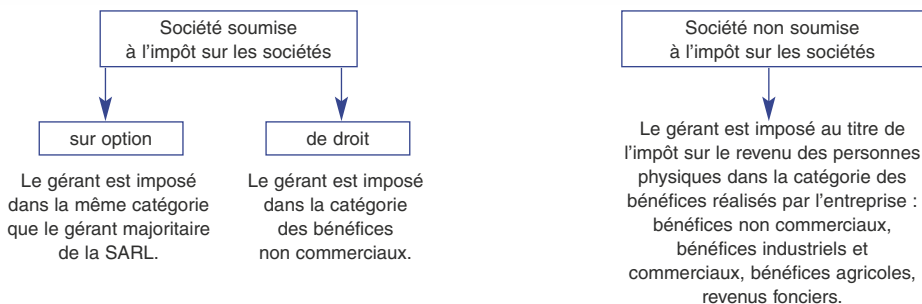 Société soumise
à l'impôt sur les sociétés
sur option
Le gérant est imposé
dans la même catégorie
que le gérant majoritaire
de la SARL.
de droit
Le gérant est imposé
dans la catégorie
des bénéfices
non commerciaux.
Société non soumise
à l'impôt sur les sociétés
Le gérant est imposé au titre de
l'impôt sur le revenu des personnes
physiques dans la catégorie des
bénéfices réalisés par l'entreprise :
bénéfices non commerciaux,
bénéfices industriels et
commerciaux, bénéfices agricoles,
revenus fonciers.